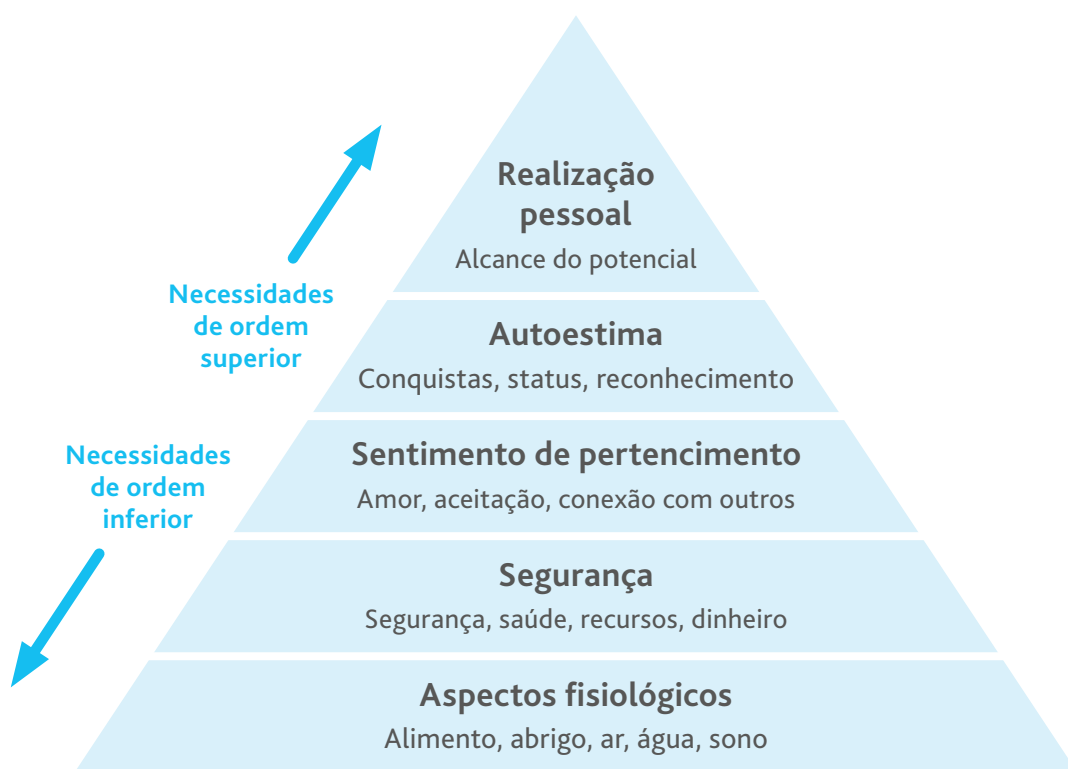 Realização
pessoal
Alcance do potencial
Necessidades
de ordem
superior
Autoestima
Conquistas, status, reconhecimento
Necessidades
de ordem
inferior
Sentimento de pertencimento
Amor, aceitação, conexão com outros
Segurança
Segurança, saúde, recursos, dinheiro
Aspectos fisiológicos
Alimento, abrigo, ar, água, sono